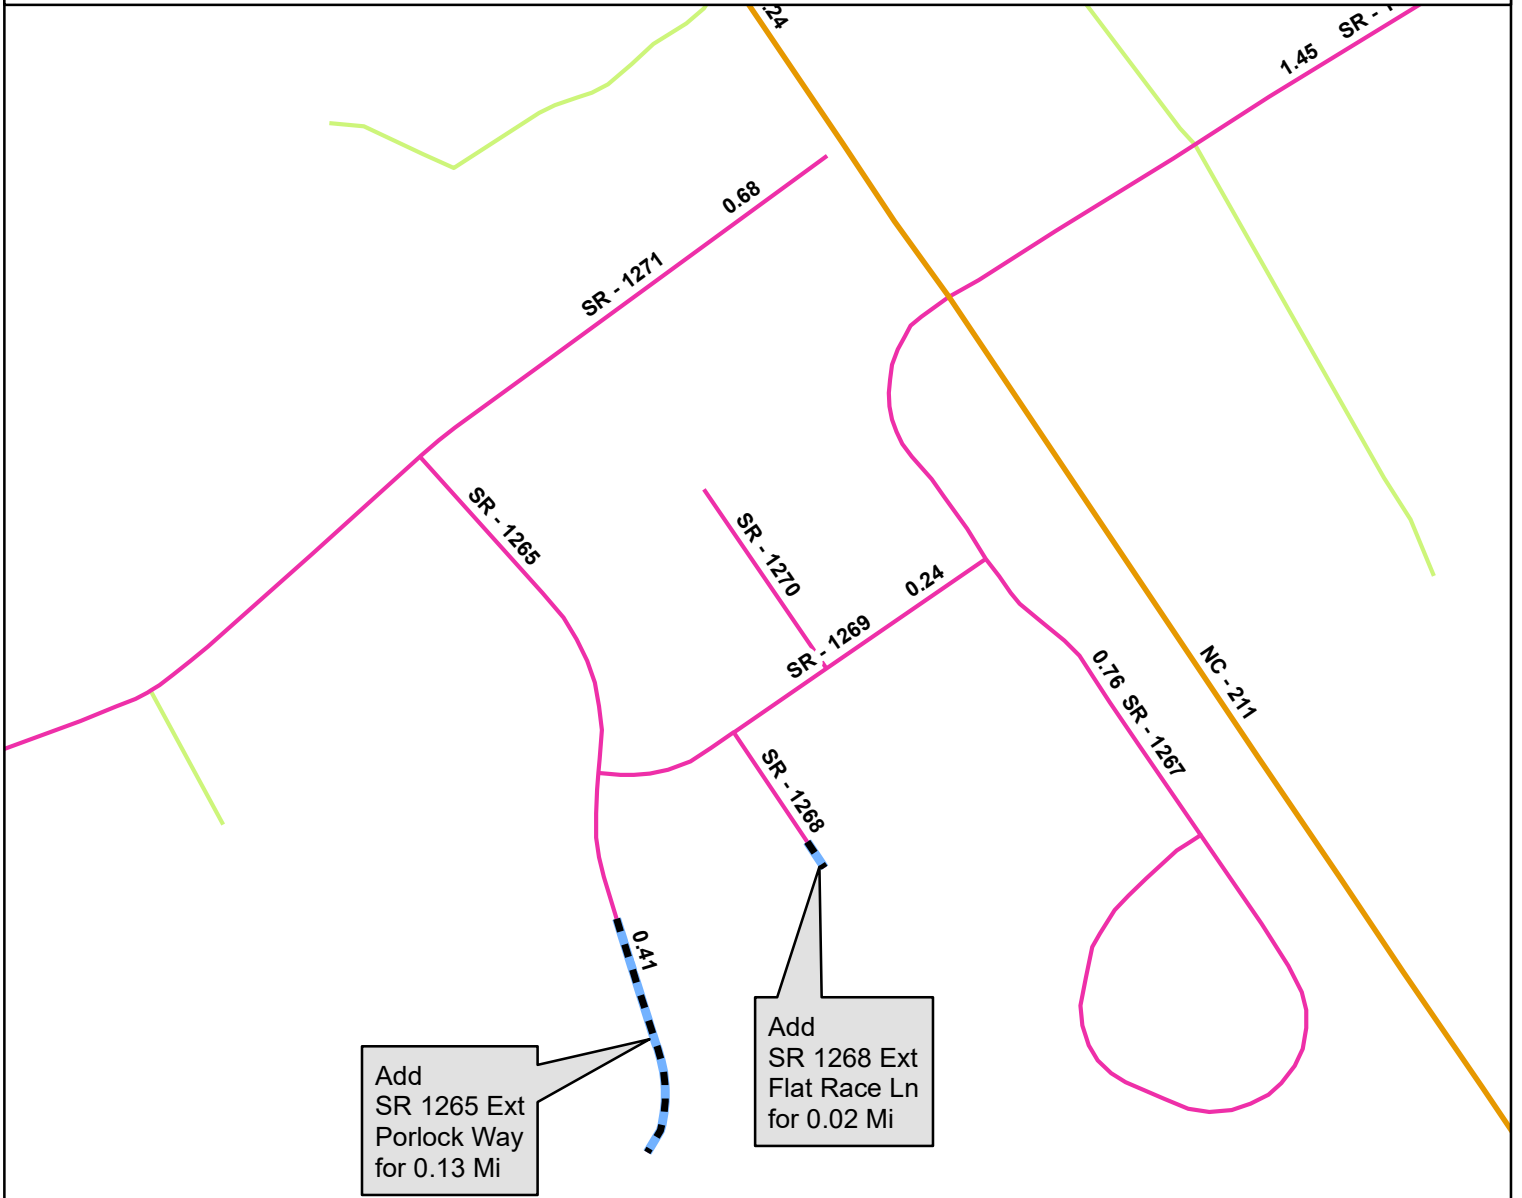 .24
1.45
SR - 1
0.68
SR - 1271
SR - 1265
SR - 1270
0.24
SR - 1269
NC - 211
0.76 SR - 1267
SR - 1268
0.41
Add
SR 1268 Ext
Flat Race Ln
for 0.02 Mi
Add
SR 1265 Ext
Porlock Way
for 0.13 Mi